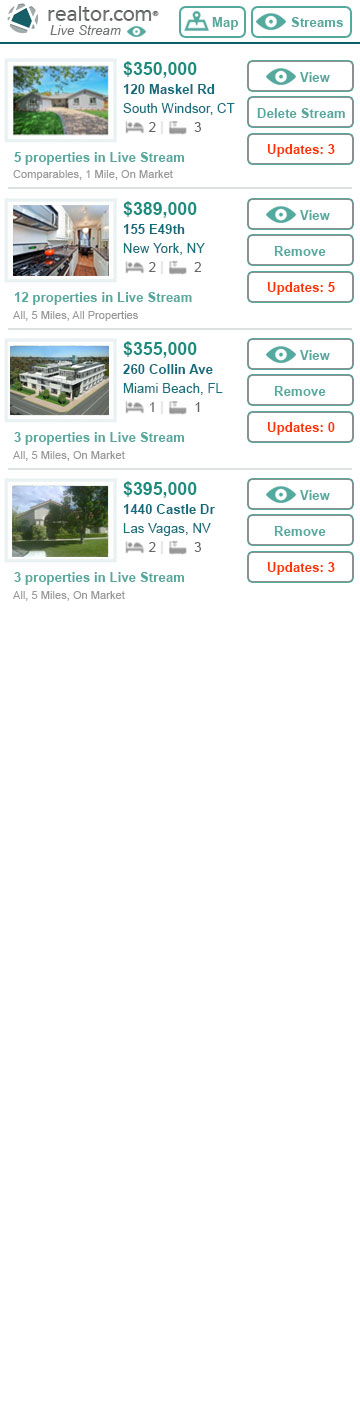 realtor.com®
Live Stream
Map
Streams
$350,000
120 Maskel Rd
South Windsor, CT
2 | 3
5 properties in Live Stream
Comparables, 1 Mile, On Market
View
Delete Stream
Updates: 3
$389,000
155 E49th
New York, NY
2 | 2
12 properties in Live Stream
All, 5 Miles, All Properties
View
Remove
Updates: 5
$355,000
260 Collin Ave
Miami Beach, FL
1 | 1
3 properties in Live Stream
All, 5 Miles, On Market
View
Remove
Updates: 0
$395,000
1440 Castle Dr
Las Vagas, NV
2 | 3
3 properties in Live Stream
All, 5 Miles, On Market
View
Remove
Updates: 3